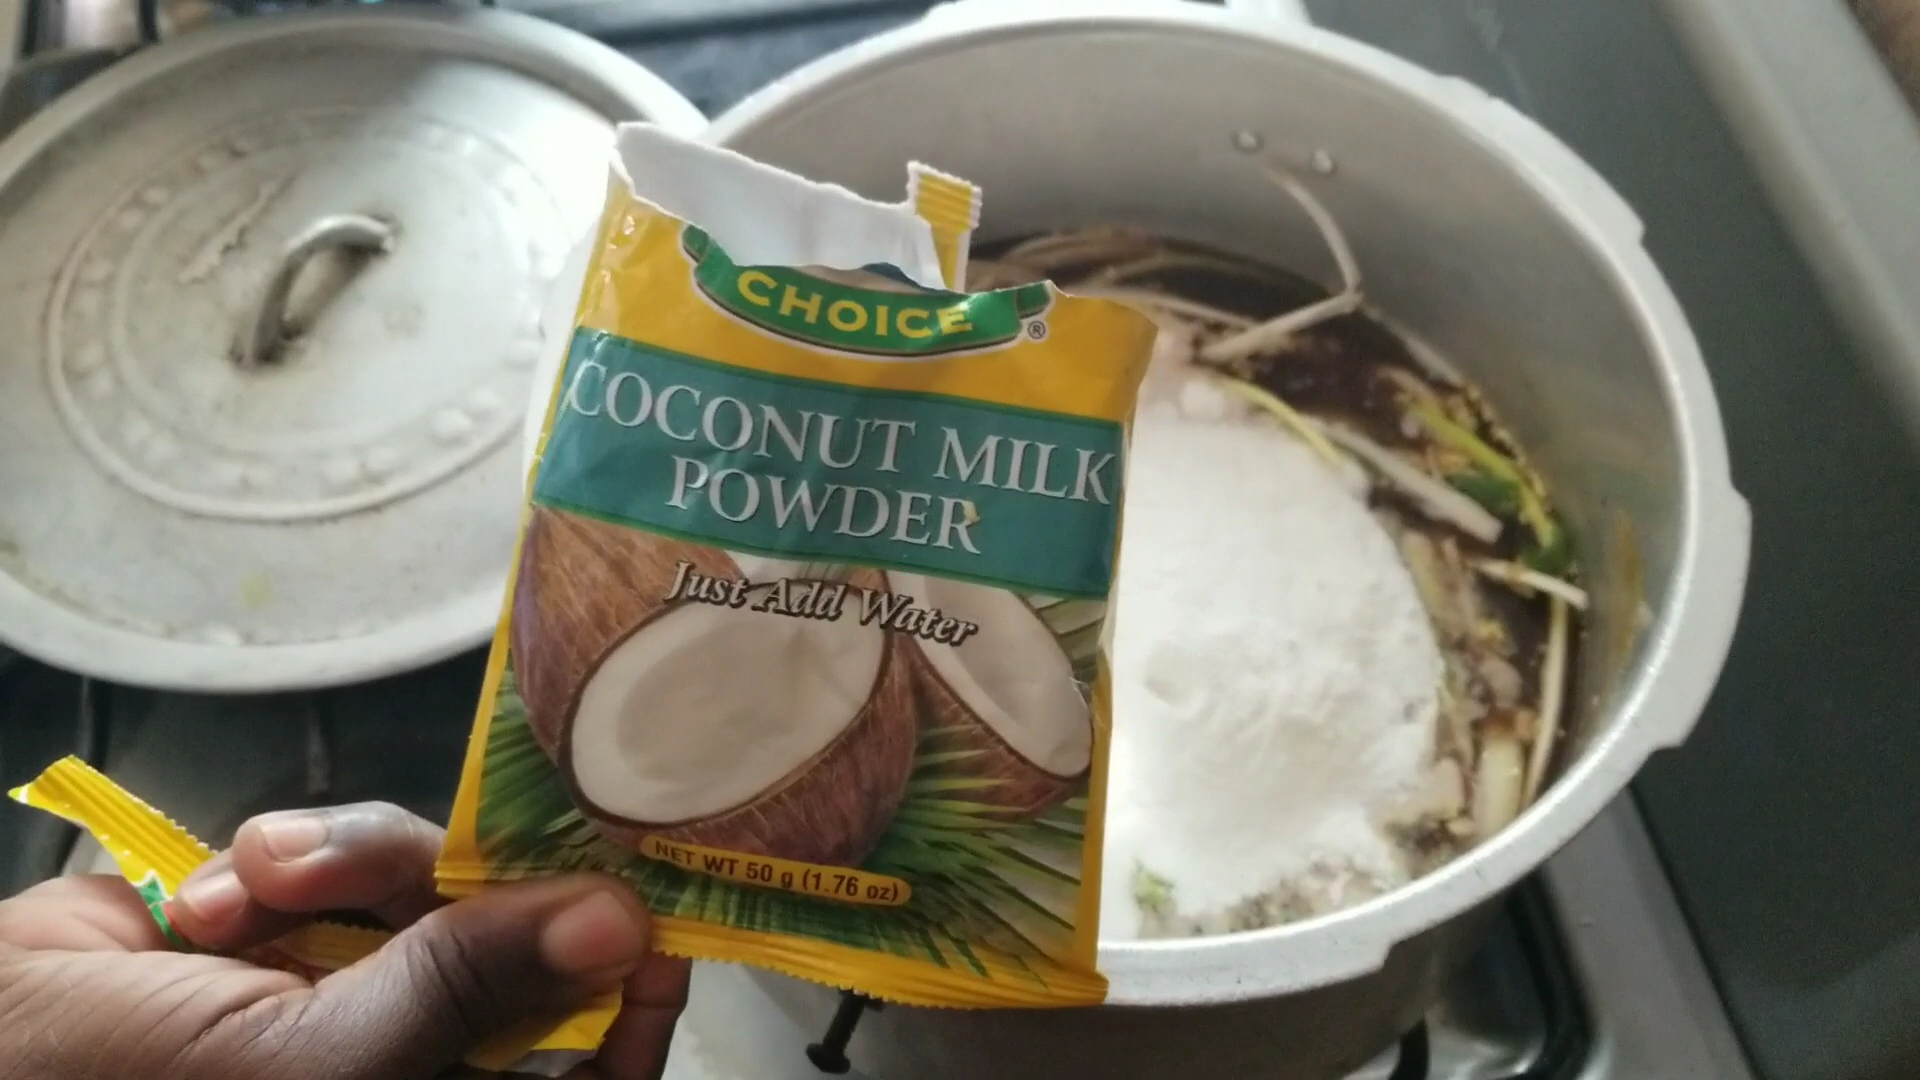 CHOICE®
COCONUT MILK
POWDER
Just Add Water
NET WT 50 g (1.76 oz)